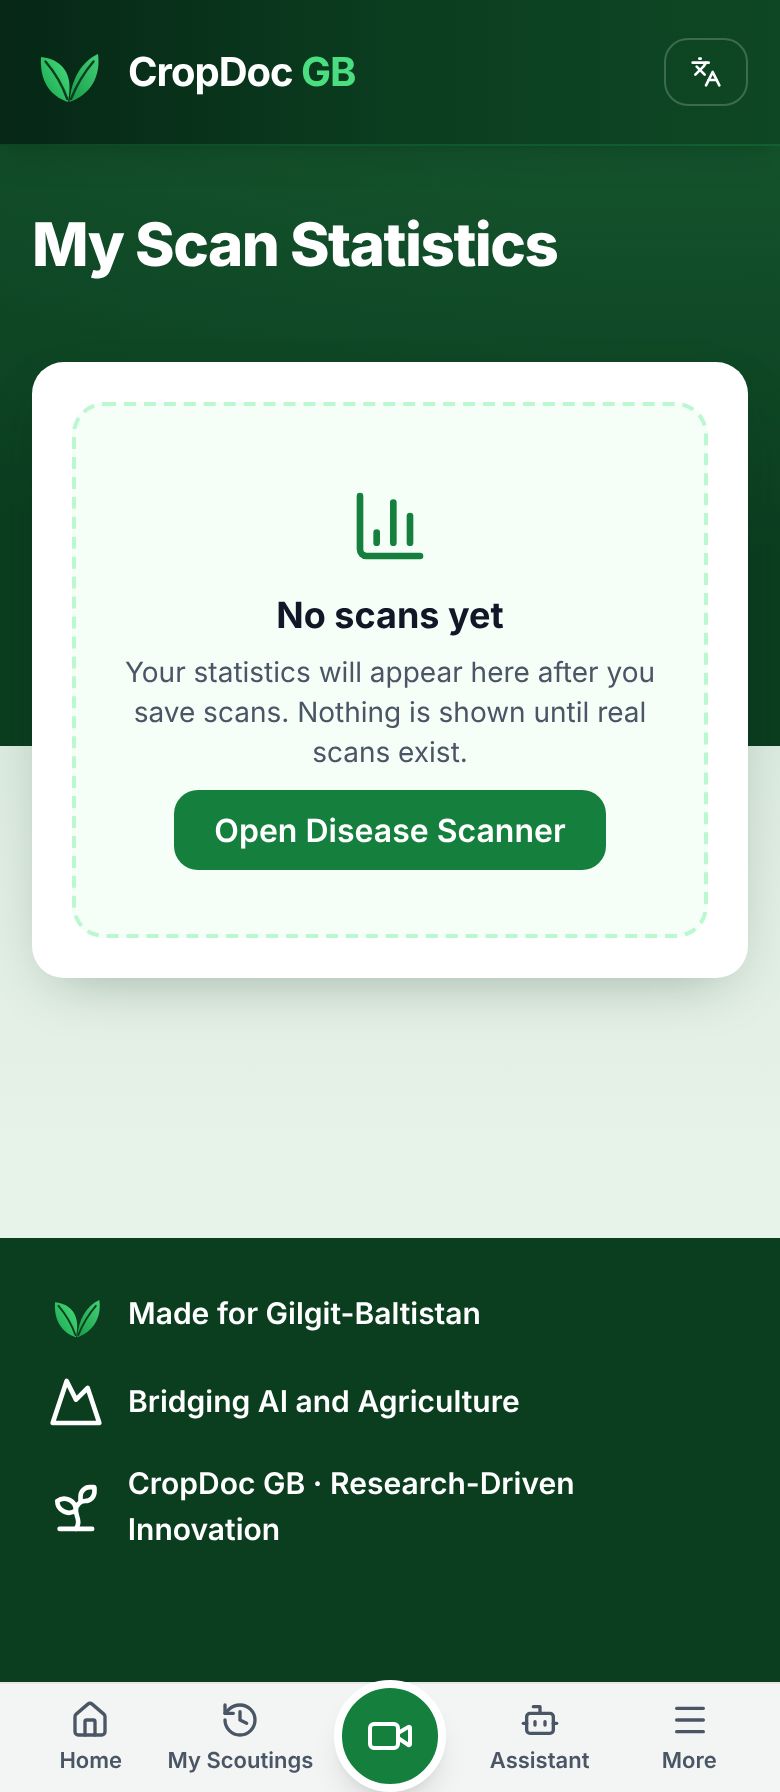 CropDoc GB
My Scan Statistics
No scans yet
Your statistics will appear here after you
save scans. Nothing is shown until real
scans exist.
Open Disease Scanner
Made for Gilgit-Baltistan
Bridging AI and Agriculture
CropDoc GB · Research-Driven
Innovation
Home
My Scoutings
Assistant
More